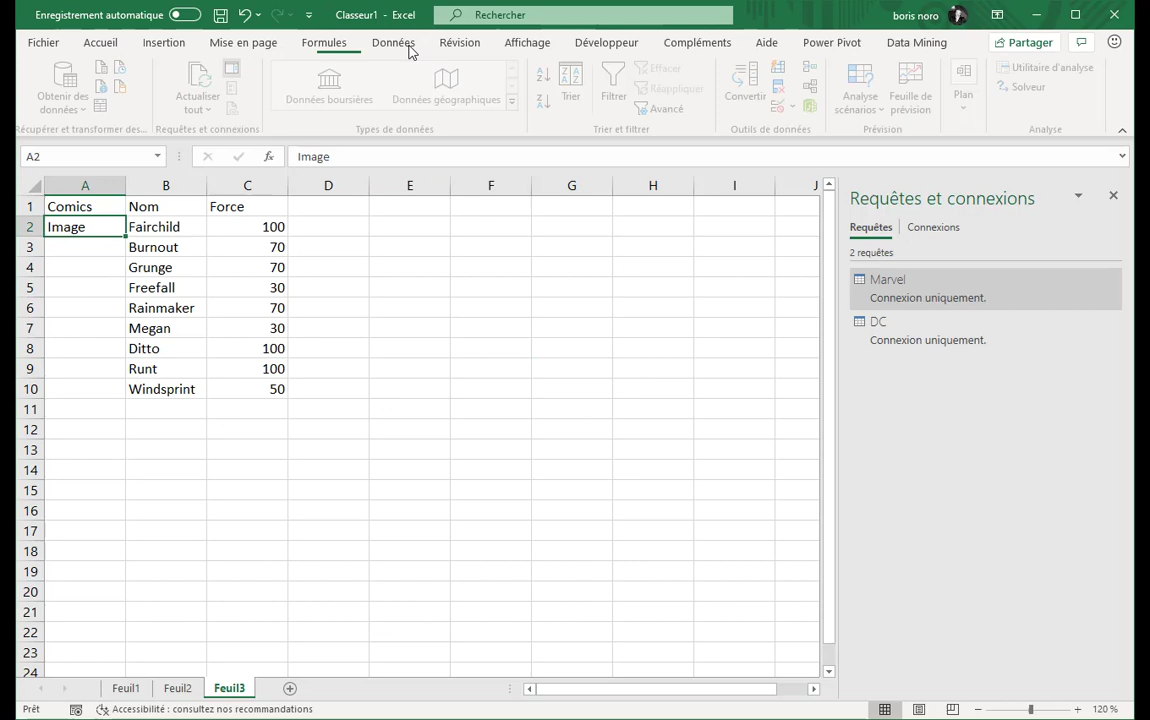 Enregistrement automatique
Classeur1 - Excel
Rechercher
boris noro
Fichier Accueil Insertion Mise en page Formules Données Révision Affichage Développeur Compléments Aide Power Pivot Data Mining Partager
Obtenir des données
Actualiser tout
Données boursières
Données géographiques
Trier
Filtrer
Effacer
Réappliquer
Avancé
Convertir
Analyse scénarios
Feuille de prévision
Plan
Utilitaire d'analyse
Solveur
Récupérer et transformer des...
Requêtes et connexions
Types de données
Trier et filtrer
Outils de données
Prévision
Analyse
A2
fx
Image
A B C D E F G H I J
1 Comics Nom Force
2 Image Fairchild 100
3 Burnout 70
4 Grunge 70
5 Freefall 30
6 Rainmaker 70
7 Megan 30
8 Ditto 100
9 Runt 100
10 Windsprint 50
11
12
13
14
15
16
17
18
19
20
21
22
23
24
Requêtes et connexions
Requêtes Connexions
2 requêtes
Marvel
Connexion uniquement.
DC
Connexion uniquement.
Feuil1 Feuil2 Feuil3
Prêt
Accessibilité : consultez nos recommandations
120 %